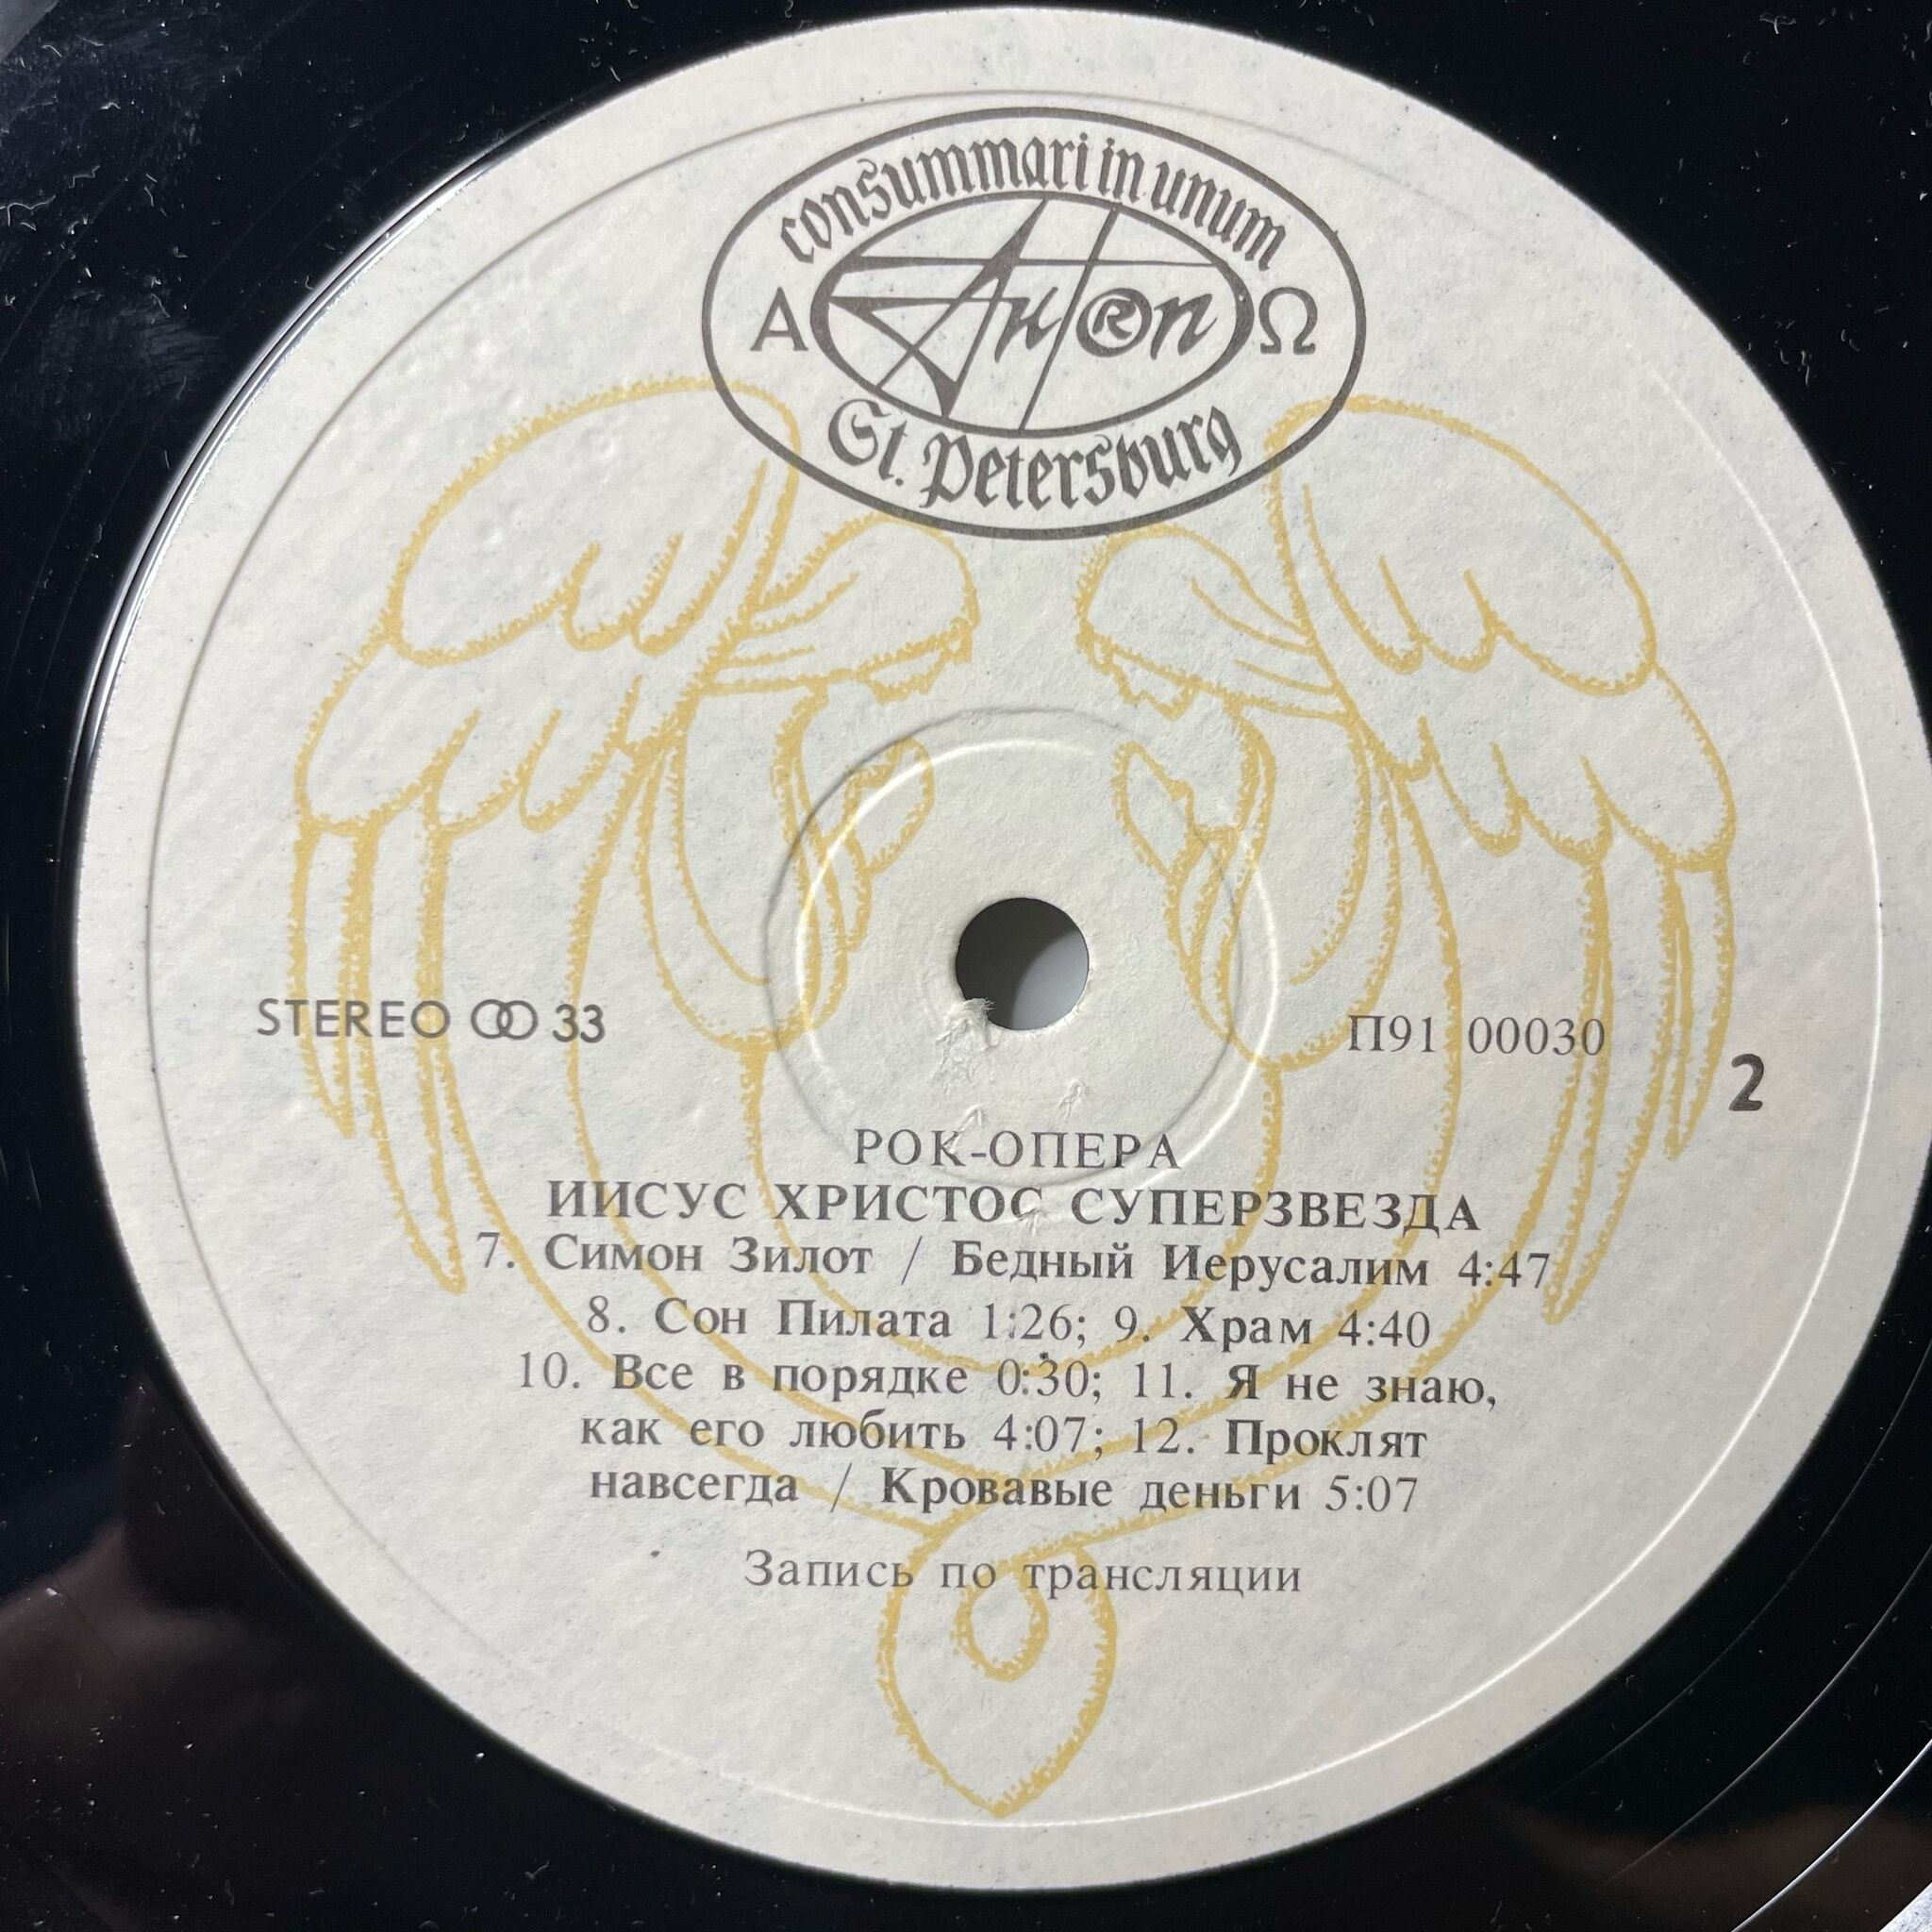 consummari in unum
Α АнтRоп Ω
St. Petersburg
STEREO 33
П91 00030
2
РОК-ОПЕРА
ИИСУС ХРИСТОС СУПЕРЗВЕЗДА
7. Симон Зилот / Бедный Иерусалим 4:47
8. Сон Пилата 1:26; 9. Храм 4:40
10. Все в порядке 0:30; 11. Я не знаю,
как его любить 4:07; 12. Проклят
навсегда / Кровавые деньги 5:07
Запись по трансляции